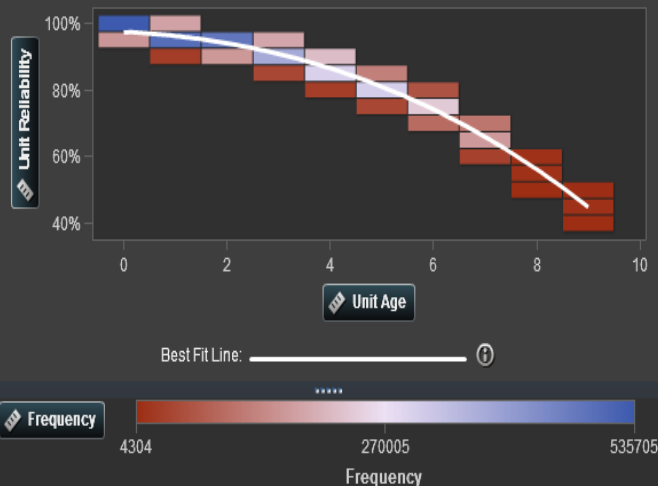 Unit Reliability
100%
80%
60%
40%
0 2 4 6 8 10
Unit Age
Best Fit Line:
Frequency
4304 270005 535705
Frequency